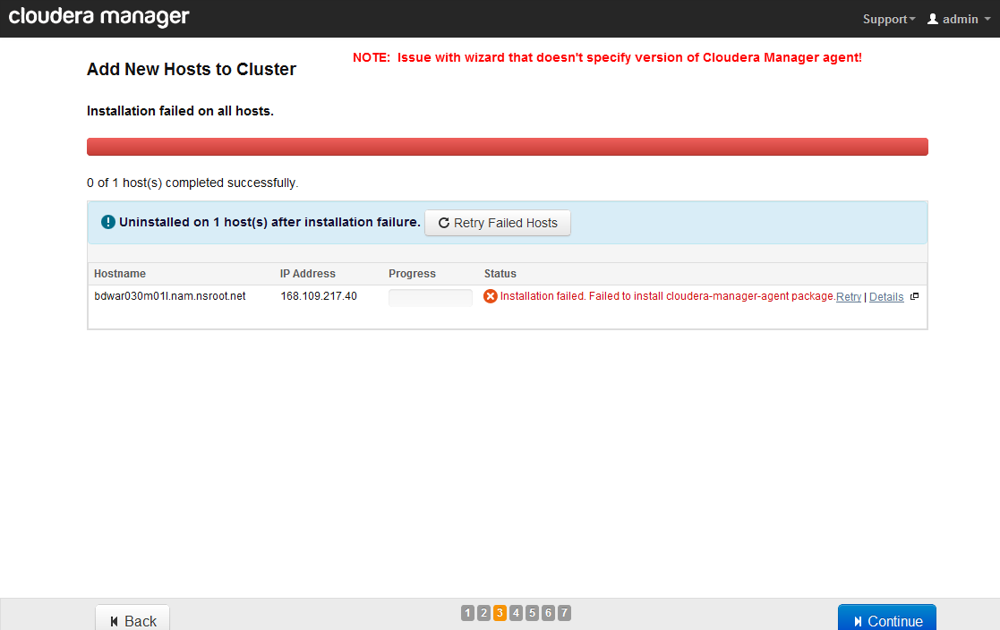 cloudera manager
Support
admin
NOTE: Issue with wizard that doesn't specify version of Cloudera Manager agent!
Add New Hosts to Cluster
Installation failed on all hosts.
0 of 1 host(s) completed successfully.
Uninstalled on 1 host(s) after installation failure. Retry Failed Hosts
Hostname IP Address Progress Status
bdwar030m01l.nam.nsroot.net 168.109.217.40 Installation failed. Failed to install cloudera-manager-agent package.Retry | Details
Back 1 2 3 4 5 6 7 Continue